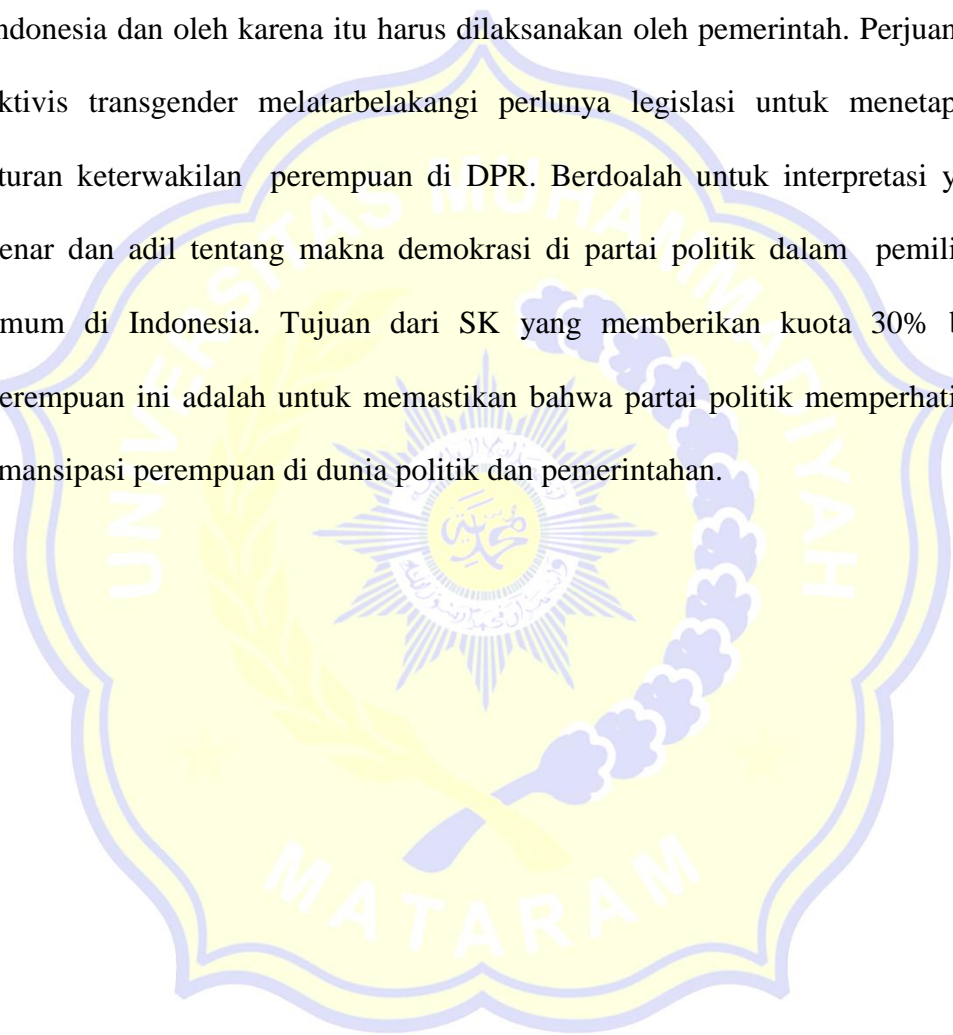 ndonesia dan oleh karena itu harus dilaksanakan oleh pemerintah. Perjuan
ktivis transgender melatarbelakangi perlunya legislasi untuk menetap
turan keterwakilan perempuan di DPR. Berdoalah untuk interpretasi y
enar dan adil tentang makna demokrasi di partai politik dalam pemili
mum di Indonesia. Tujuan dari SK yang memberikan kuota 30% b
erempuan ini adalah untuk memastikan bahwa partai politik memperhati
mansipasi perempuan di dunia politik dan pemerintahan.
UNIVERSITAS MUHAMMADIYAH
MATARAM